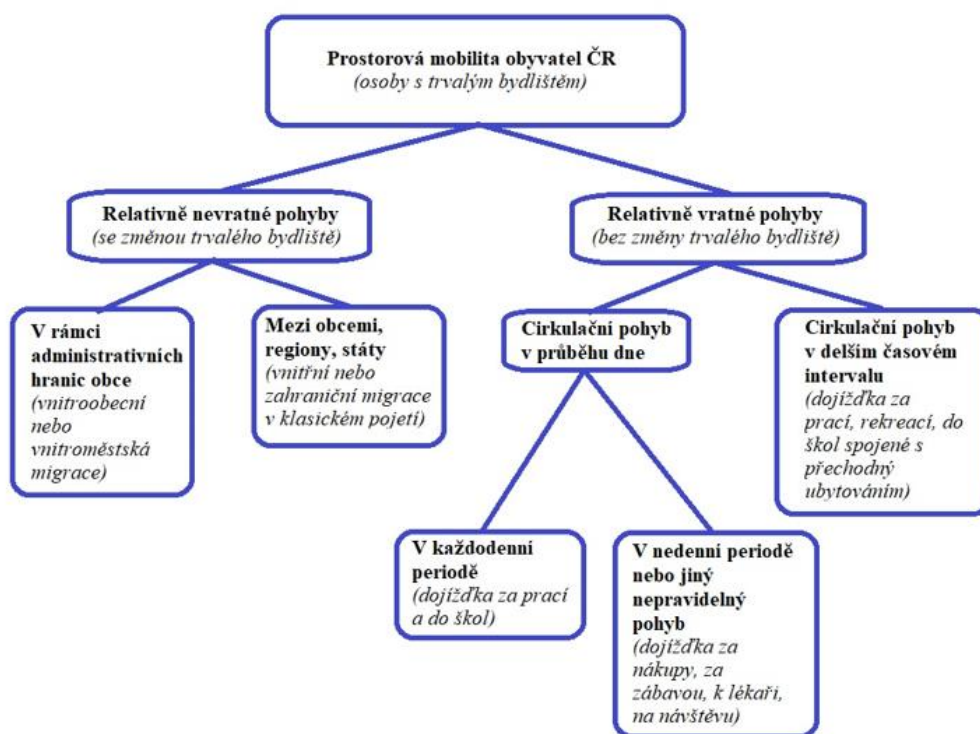 Prostorová mobilita obyvatel ČR
(osoby s trvalým bydlištěm)
Relativně nevratné pohyby
(se změnou trvalého bydliště)
Relativně vratné pohyby
(bez změny trvalého bydliště)
V rámci
administrativních
hranic obce
(vnitroobecní
nebo
vnitroměstská
migrace)
Mezi obcemi,
regiony, státy
(vnitřní nebo
zahraniční migrace
v klasickém pojetí)
Cirkulační pohyb
v průběhu dne
Cirkulační pohyb
v delším časovém
intervalu
(dojížďka za
prací, rekreací, do
škol spojené s
přechodný
ubytováním)
V každodenní
periodě
(dojížďka za prací
a do škol)
V nedenní periodě
nebo jiný
nepravidelný
pohyb
(dojížďka za
nákupy, za
zábavou, k lékaři,
na návštěvu)